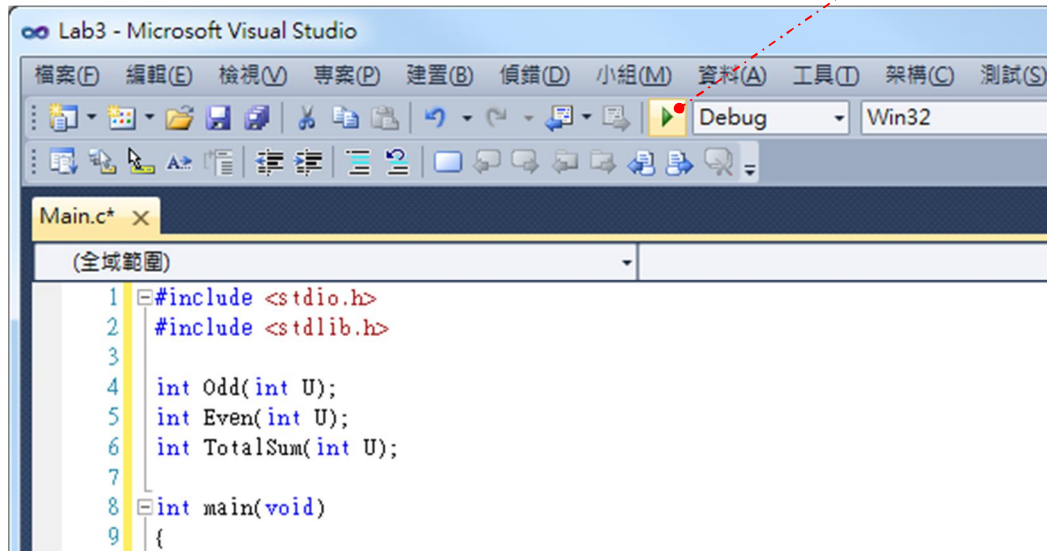 Lab3 - Microsoft Visual Studio
檔案(F) 編輯(E) 檢視(V) 專案(P) 建置(B) 偵錯(D) 小組(M) 資料(A) 工具(T) 架構(C) 測試(S)
Debug Win32
Main.c*
(全域範圍)
1 #include <stdio.h>
2 #include <stdlib.h>
3
4 int Odd(int U);
5 int Even(int U);
6 int TotalSum(int U);
7
8 int main(void)
9 {